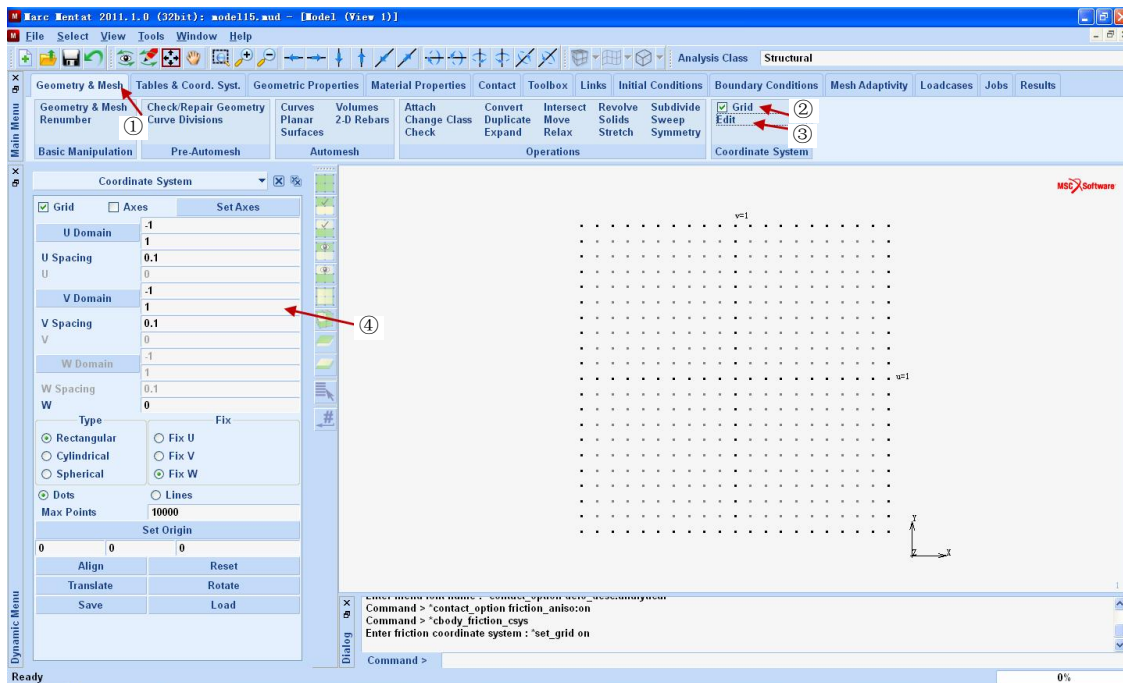 Marc Mentat 2011.1.0 (32bit): model15.mud - [Model (View 1)]
File Select View Tools Window Help
Analysis Class Structural
Geometry & Mesh Tables & Coord. Syst. Geometric Properties Material Properties Contact Toolbox Links Initial Conditions Boundary Conditions Mesh Adaptivity Loadcases Jobs Results
Geometry & Mesh Check/Repair Geometry Curves Volumes Attach Convert Intersect Revolve Subdivide Grid ②
Renumber ① Curve Divisions Planar 2-D Rebars Change Class Duplicate Move Solids Sweep Edit ③
Surfaces Check Expand Relax Stretch Symmetry
Main Menu
Basic Manipulation Pre-Automesh Automesh Operations Coordinate System
Coordinate System
MSC Software
Grid Axes Set Axes
U Domain -1
1
U Spacing 0.1
U 0
V Domain -1
1
V Spacing 0.1
V 0
W Domain -1
1
W Spacing 0.1
W 0
④
v=1
u=1
Type Fix
Rectangular Fix U
Cylindrical Fix V
Spherical Fix W
Dots Lines
Max Points 10000
Set Origin
0 0 0
Align Reset
Translate Rotate
Save Load
Dynamic Menu
#
Y
Z X
1
Command > *contact_option friction_aniso:on
Command > *cbody_friction_csys
Enter friction coordinate system : *set_grid on
Dialog
Command >
Ready 0%